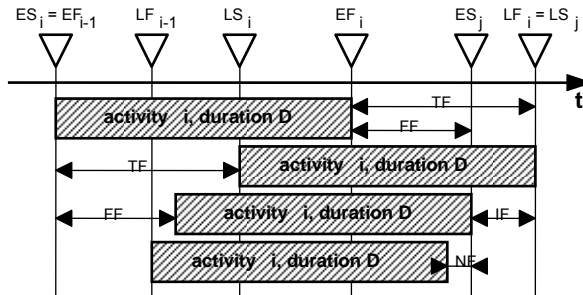 ES i = EF i-1 LF i-1 LS i EF i ES j LF i = LS j
t
TF
activity i, duration D
FF
activity i, duration D
TF
activity i, duration D
FF IF
activity i, duration D
NF